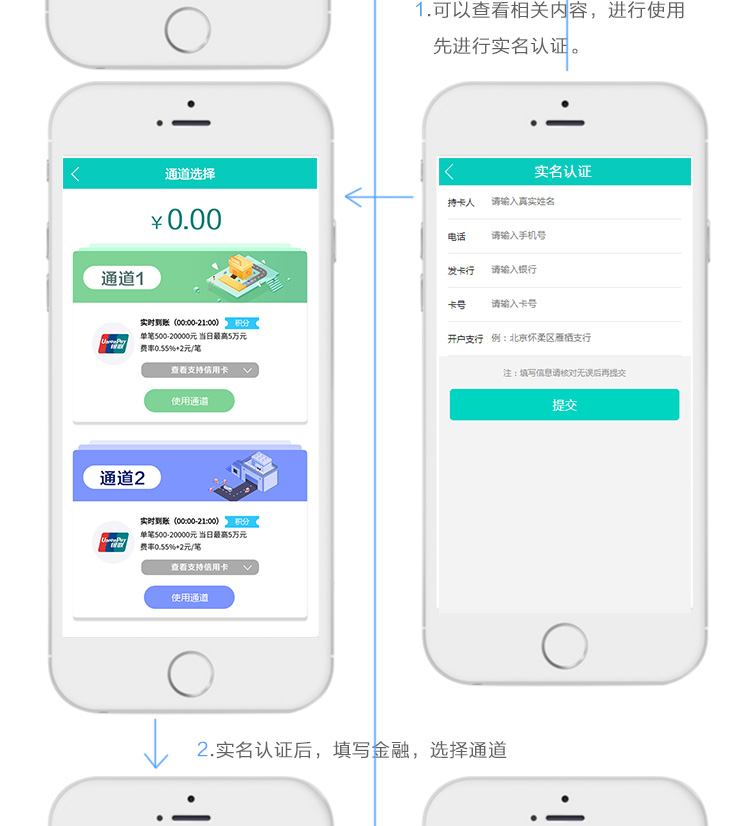 1.可以查看相关内容，进行使用
先进行实名认证。
通道选择
¥0.00
通道1
实时到账（00:00-21:00） 积分
单笔500-20000元 当日最高5万元
费率0.55%+2元/笔
UnionPay
银联
查看支持信用卡
使用通道
通道2
实时到账（00:00-21:00） 积分
单笔500-20000元 当日最高5万元
费率0.55%+2元/笔
UnionPay
银联
查看支持信用卡
使用通道
实名认证
持卡人 请输入真实姓名
电话 请输入手机号
发卡行 请输入银行
卡号 请输入卡号
开户支行 例：北京怀柔区雁栖支行
注：填写信息请核对无误后再提交
提交
2.实名认证后，填写金融，选择通道